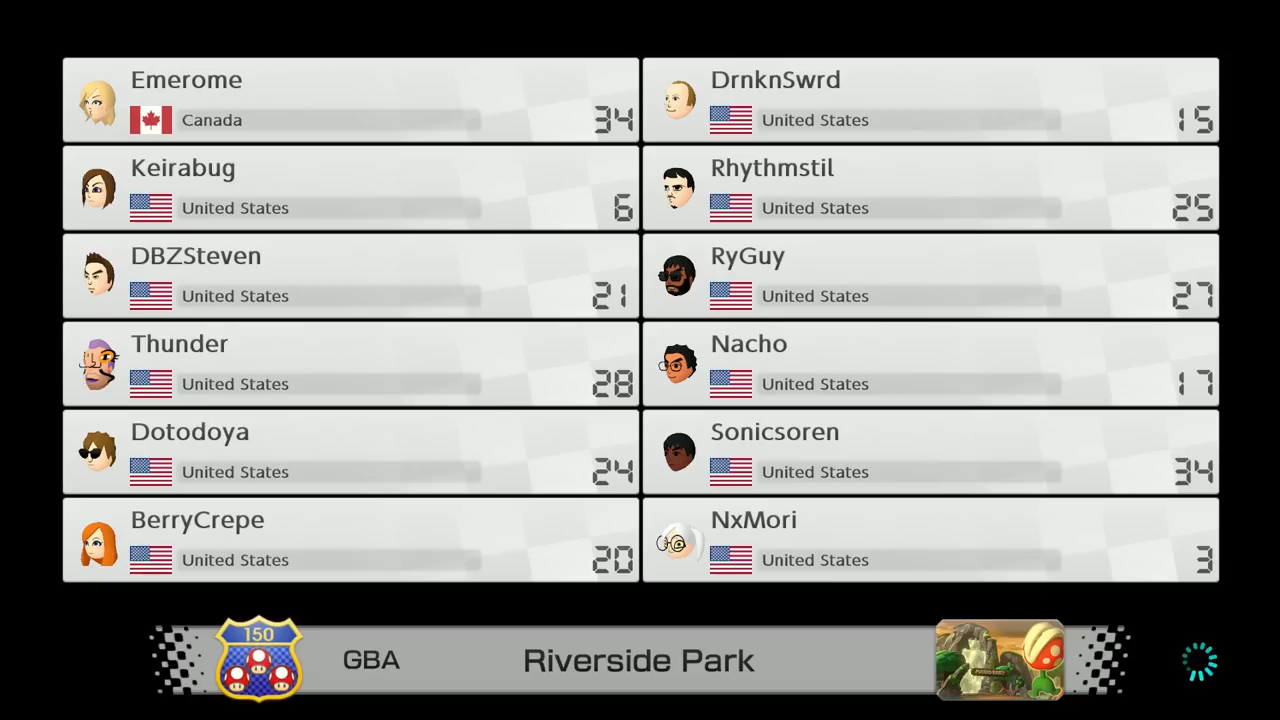 Emerome
Canada 34
DrnknSwrd
United States 15
Keirabug
United States 6
Rhythmstil
United States 25
DBZSteven
United States 21
RyGuy
United States 27
Thunder
United States 28
Nacho
United States 17
Dotodoya
United States 24
Sonicsoren
United States 34
BerryCrepe
United States 20
NxMori
United States 3
150
GBA Riverside Park